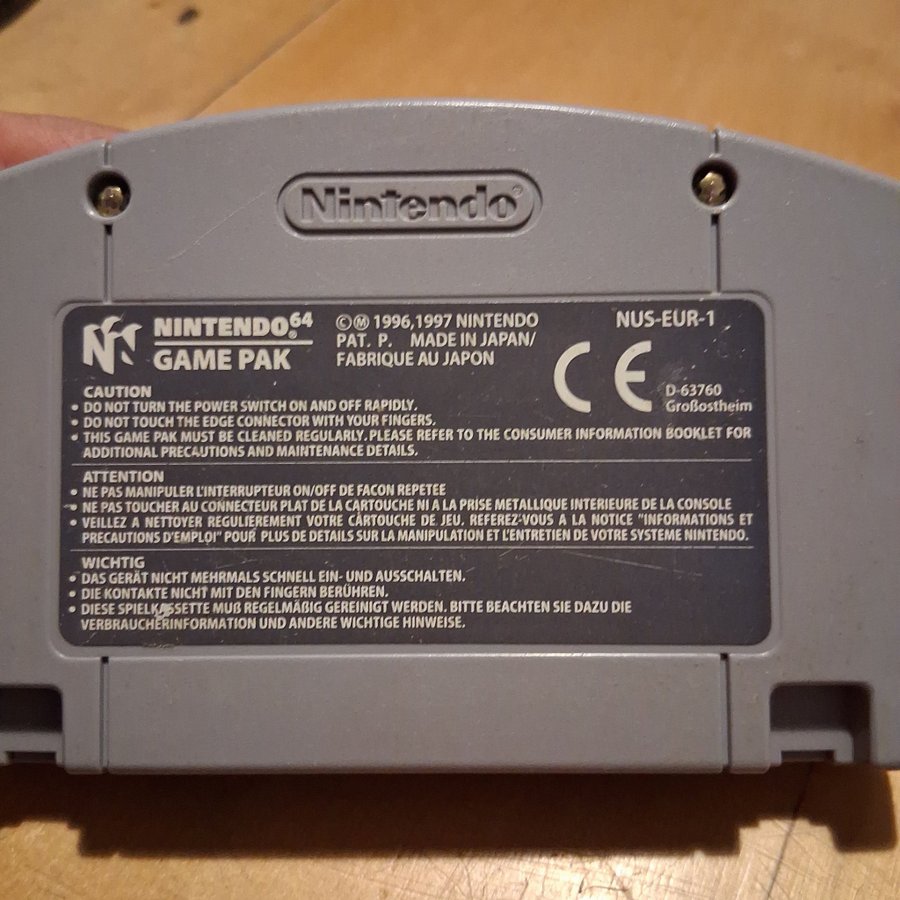 Nintendo®
NINTENDO®64
GAME PAK
©Ⓜ 1996,1997 NINTENDO
PAT. P. MADE IN JAPAN/
FABRIQUE AU JAPON
NUS-EUR-1
CE
D-63760
Großostheim
CAUTION
• DO NOT TURN THE POWER SWITCH ON AND OFF RAPIDLY.
• DO NOT TOUCH THE EDGE CONNECTOR WITH YOUR FINGERS.
• THIS GAME PAK MUST BE CLEANED REGULARLY. PLEASE REFER TO THE CONSUMER INFORMATION BOOKLET FOR
ADDITIONAL PRECAUTIONS AND MAINTENANCE DETAILS.
ATTENTION
• NE PAS MANIPULER L'INTERRUPTEUR ON/OFF DE FACON REPETEE
• NE PAS TOUCHER AU CONNECTEUR PLAT DE LA CARTOUCHE NI A LA PRISE METALLIQUE INTERIEURE DE LA CONSOLE
• VEILLEZ A NETTOYER REGULIEREMENT VOTRE CARTOUCHE DE JEU. REFEREZ-VOUS A LA NOTICE "INFORMATIONS ET
PRECAUTIONS D'EMPLOI" POUR PLUS DE DETAILS SUR LA MANIPULATION ET L'ENTRETIEN DE VOTRE SYSTEME NINTENDO.
WICHTIG
• DAS GERÄT NICHT MEHRMALS SCHNELL EIN- UND AUSSCHALTEN.
• DIE KONTAKTE NICHT MIT DEN FINGERN BERÜHREN.
• DIESE SPIELKASSETTE MUß REGELMÄßIG GEREINIGT WERDEN. BITTE BEACHTEN SIE DAZU DIE
VERBRAUCHERINFORMATION UND ANDERE WICHTIGE HINWEISE.